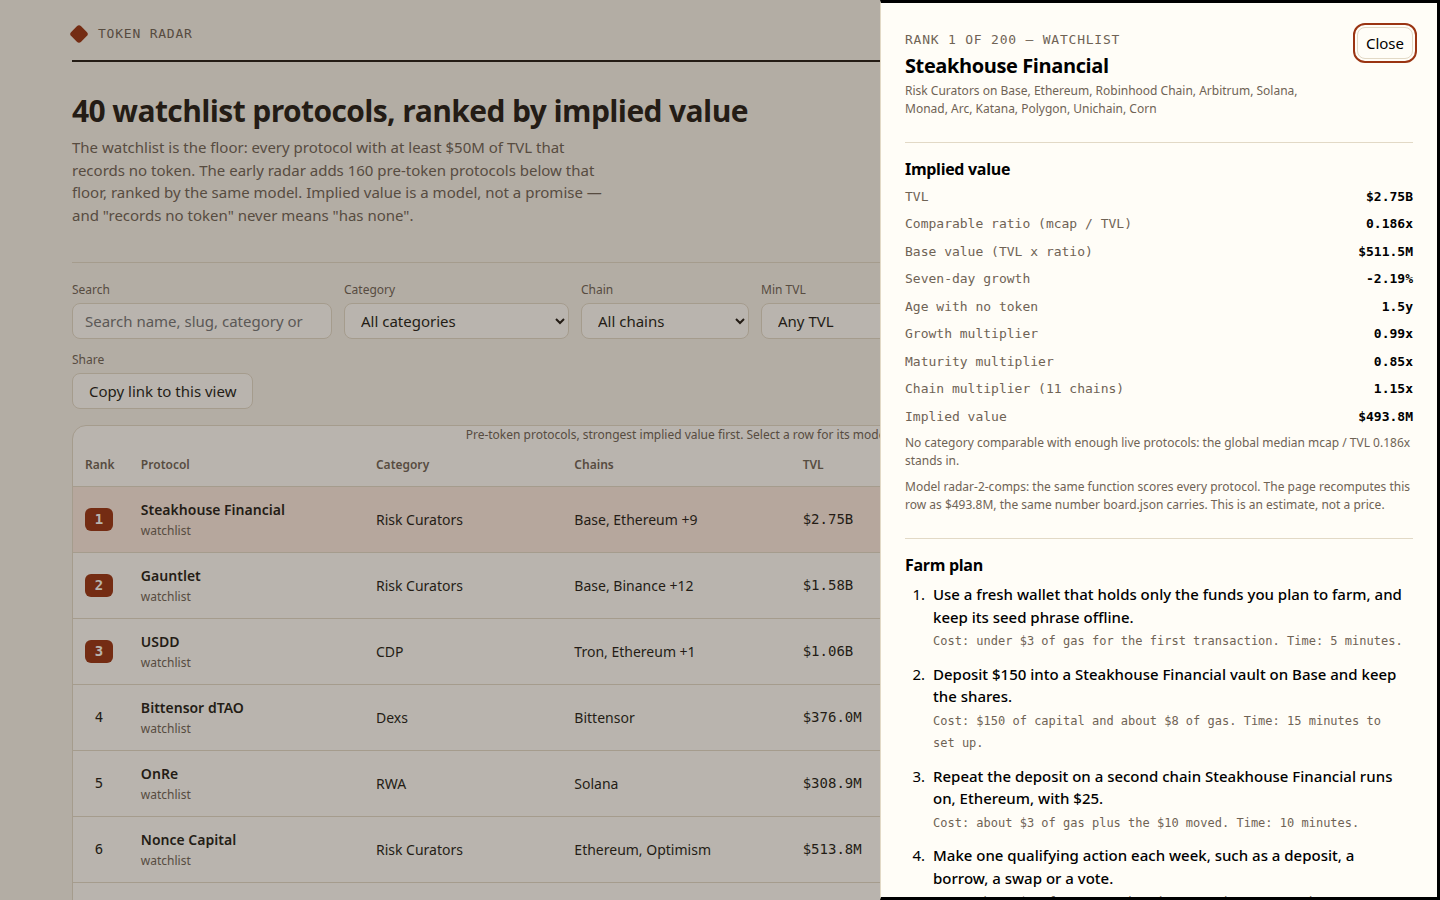 TOKEN RADAR
40 watchlist protocols, ranked by implied value
The watchlist is the floor: every protocol with at least $50M of TVL that
records no token. The early radar adds 160 pre-token protocols below that
floor, ranked by the same model. Implied value is a model, not a promise —
and "records no token" never means "has none".
Search Category Chain Min TVL
Search name, slug, category or All categories All chains Any TVL
Share
Copy link to this view
Pre-token protocols, strongest implied value first. Select a row for its mod
Rank Protocol Category Chains TVL
1 Steakhouse Financial Risk Curators Base, Ethereum +9 $2.75B
watchlist
2 Gauntlet Risk Curators Base, Binance +12 $1.58B
watchlist
3 USDD CDP Tron, Ethereum +1 $1.06B
watchlist
4 Bittensor dTAO Dexs Bittensor $376.0M
watchlist
5 OnRe RWA Solana $308.9M
watchlist
6 Nonce Capital Risk Curators Ethereum, Optimism $513.8M
watchlist
RANK 1 OF 200 — WATCHLIST
Close
Steakhouse Financial
Risk Curators on Base, Ethereum, Robinhood Chain, Arbitrum, Solana,
Monad, Arc, Katana, Polygon, Unichain, Corn
Implied value
TVL $2.75B
Comparable ratio (mcap / TVL) 0.186x
Base value (TVL x ratio) $511.5M
Seven-day growth -2.19%
Age with no token 1.5y
Growth multiplier 0.99x
Maturity multiplier 0.85x
Chain multiplier (11 chains) 1.15x
Implied value $493.8M
No category comparable with enough live protocols: the global median mcap / TVL 0.186x
stands in.
Model radar-2-comps: the same function scores every protocol. The page recomputes this
row as $493.8M, the same number board.json carries. This is an estimate, not a price.
Farm plan
1. Use a fresh wallet that holds only the funds you plan to farm, and
keep its seed phrase offline.
Cost: under $3 of gas for the first transaction. Time: 5 minutes.
2. Deposit $150 into a Steakhouse Financial vault on Base and keep
the shares.
Cost: $150 of capital and about $8 of gas. Time: 15 minutes to
set up.
3. Repeat the deposit on a second chain Steakhouse Financial runs
on, Ethereum, with $25.
Cost: about $3 of gas plus the $10 moved. Time: 10 minutes.
4. Make one qualifying action each week, such as a deposit, a
borrow, a swap or a vote.